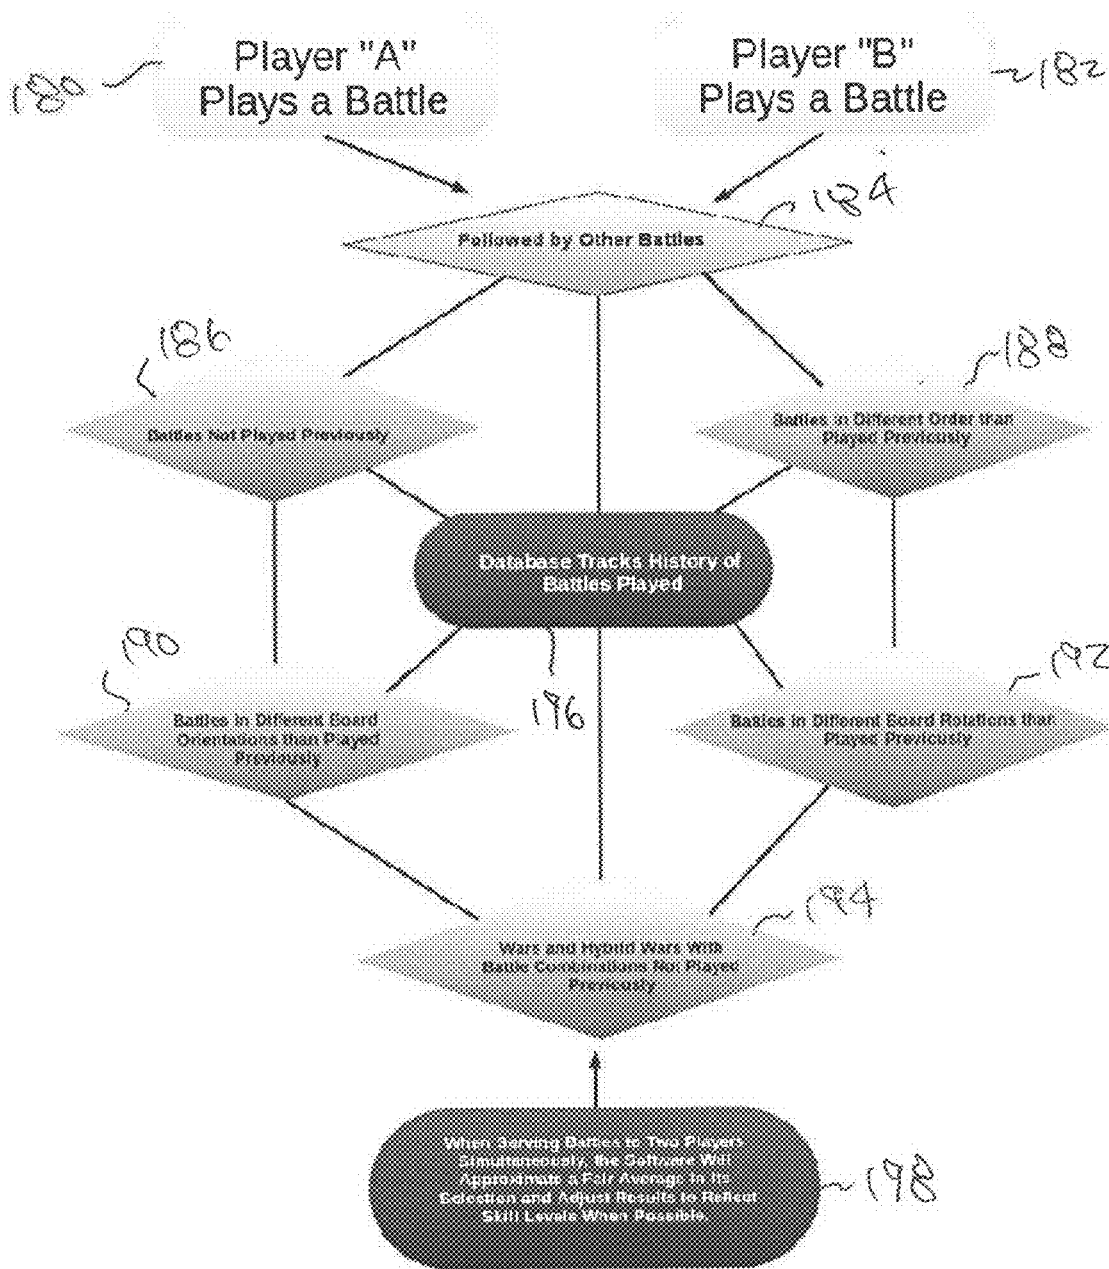 Player "A"
Plays a Battle
180
Player "B"
Plays a Battle
182
Followed by Other Battles
184
186
Battles Not Played Previously
188
Battles in Different Order than
Played Previously
Database Tracks History of
Battles Played
196
190
Battles in Different Board
Orientations than Played
Previously
192
Battles in Different Board Rotations than
Played Previously
194
Wars and Hybrid Wars With
Battle Combinations Not Played
Previously
When Serving Battles to Two Players
Simultaneously, the Software Will
Approximate a Fair Average in Its
Selection and Adjust Results to Reflect
Skill Levels When Possible.
198